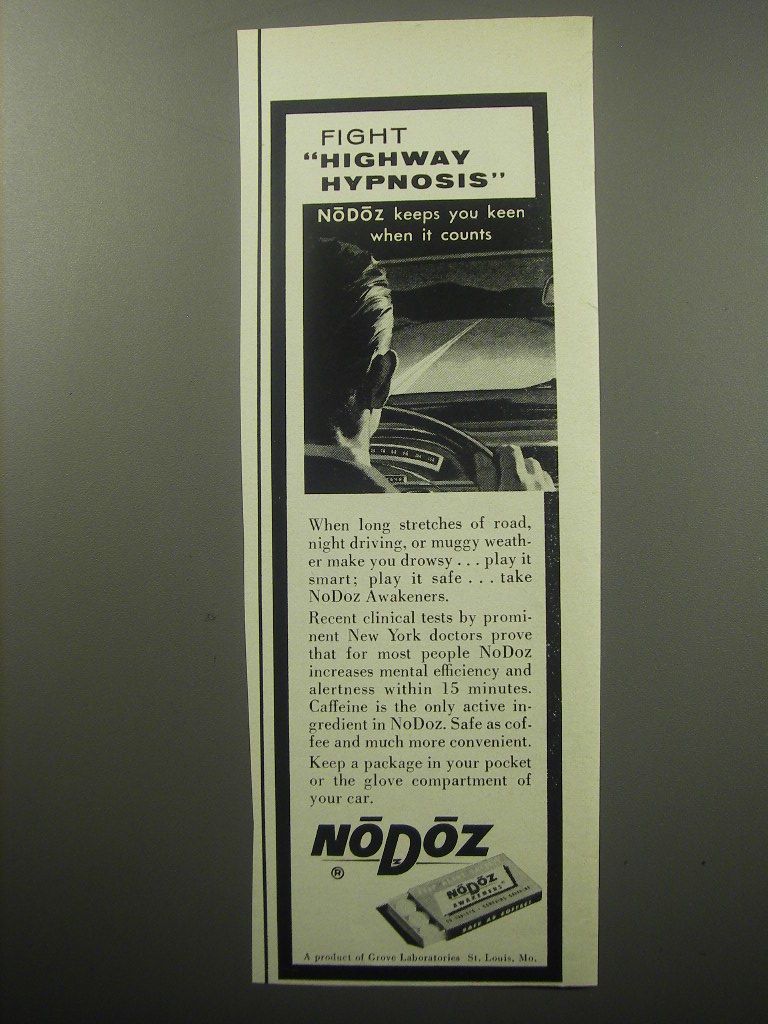 FIGHT
"HIGHWAY
HYPNOSIS"
NōDōz keeps you keen
when it counts
When long stretches of road,
night driving, or muggy weath-
er make you drowsy . . . play it
smart; play it safe . . . take
NoDoz Awakeners.
Recent clinical tests by promi-
nent New York doctors prove
that for most people NoDoz
increases mental efficiency and
alertness within 15 minutes.
Caffeine is the only active in-
gredient in NoDoz. Safe as cof-
fee and much more convenient.
Keep a package in your pocket
or the glove compartment of
your car.
NōDōz
®
NōDōz
AWAKENERS
SAFE AS COFFEE
A product of Grove Laboratories St. Louis, Mo.